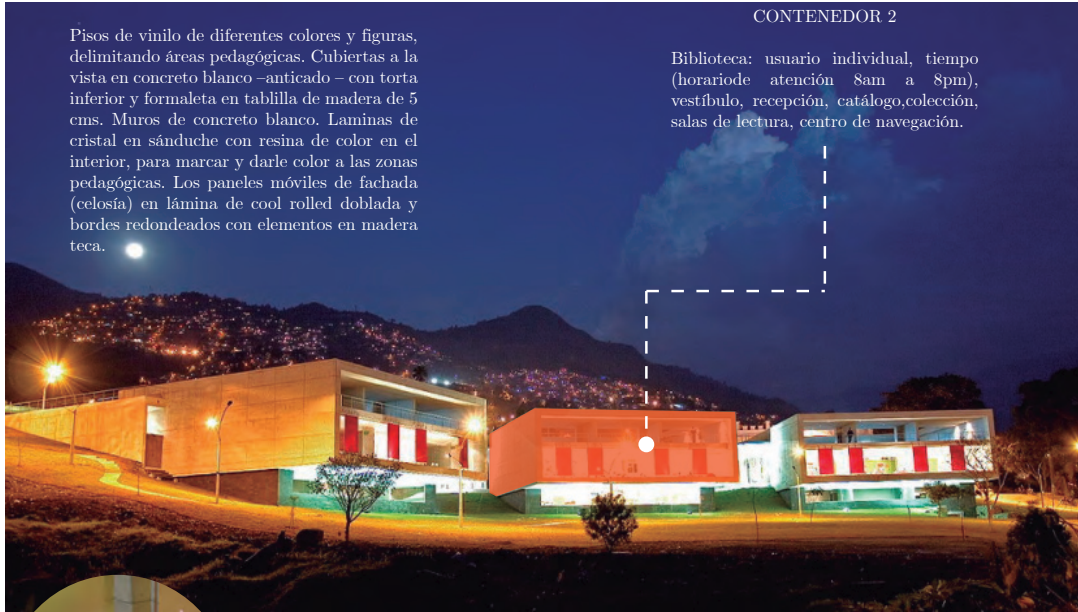 Pisos de vinilo de diferentes colores y figuras,
delimitando áreas pedagógicas. Cubiertas a la
vista en concreto blanco –anticado – con torta
inferior y formaleta en tablilla de madera de 5
cms. Muros de concreto blanco. Laminas de
cristal en sánduche con resina de color en el
interior, para marcar y darle color a las zonas
pedagógicas. Los paneles móviles de fachada
(celosía) en lámina de cool rolled doblada y
bordes redondeados con elementos en madera
teca.
CONTENEDOR 2
Biblioteca: usuario individual, tiempo
(horariode atención 8am a 8pm),
vestíbulo, recepción, catálogo,colección,
salas de lectura, centro de navegación.